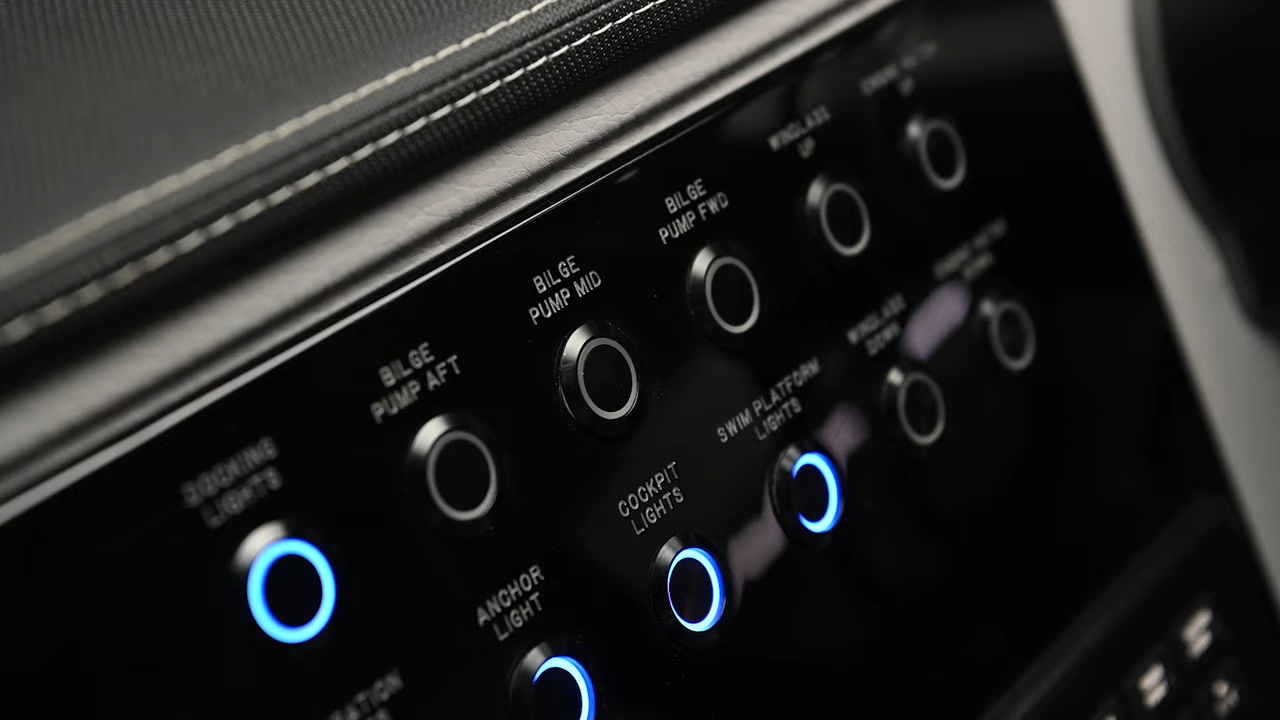 DOCKING
LIGHTS
BILGE
PUMP AFT
BILGE
PUMP MID
BILGE
PUMP FWD
WINDLASS
UP
UP
ANCHOR
LIGHT
COCKPIT
LIGHTS
SWIM PLATFORM
LIGHTS
WINDLASS
DOWN